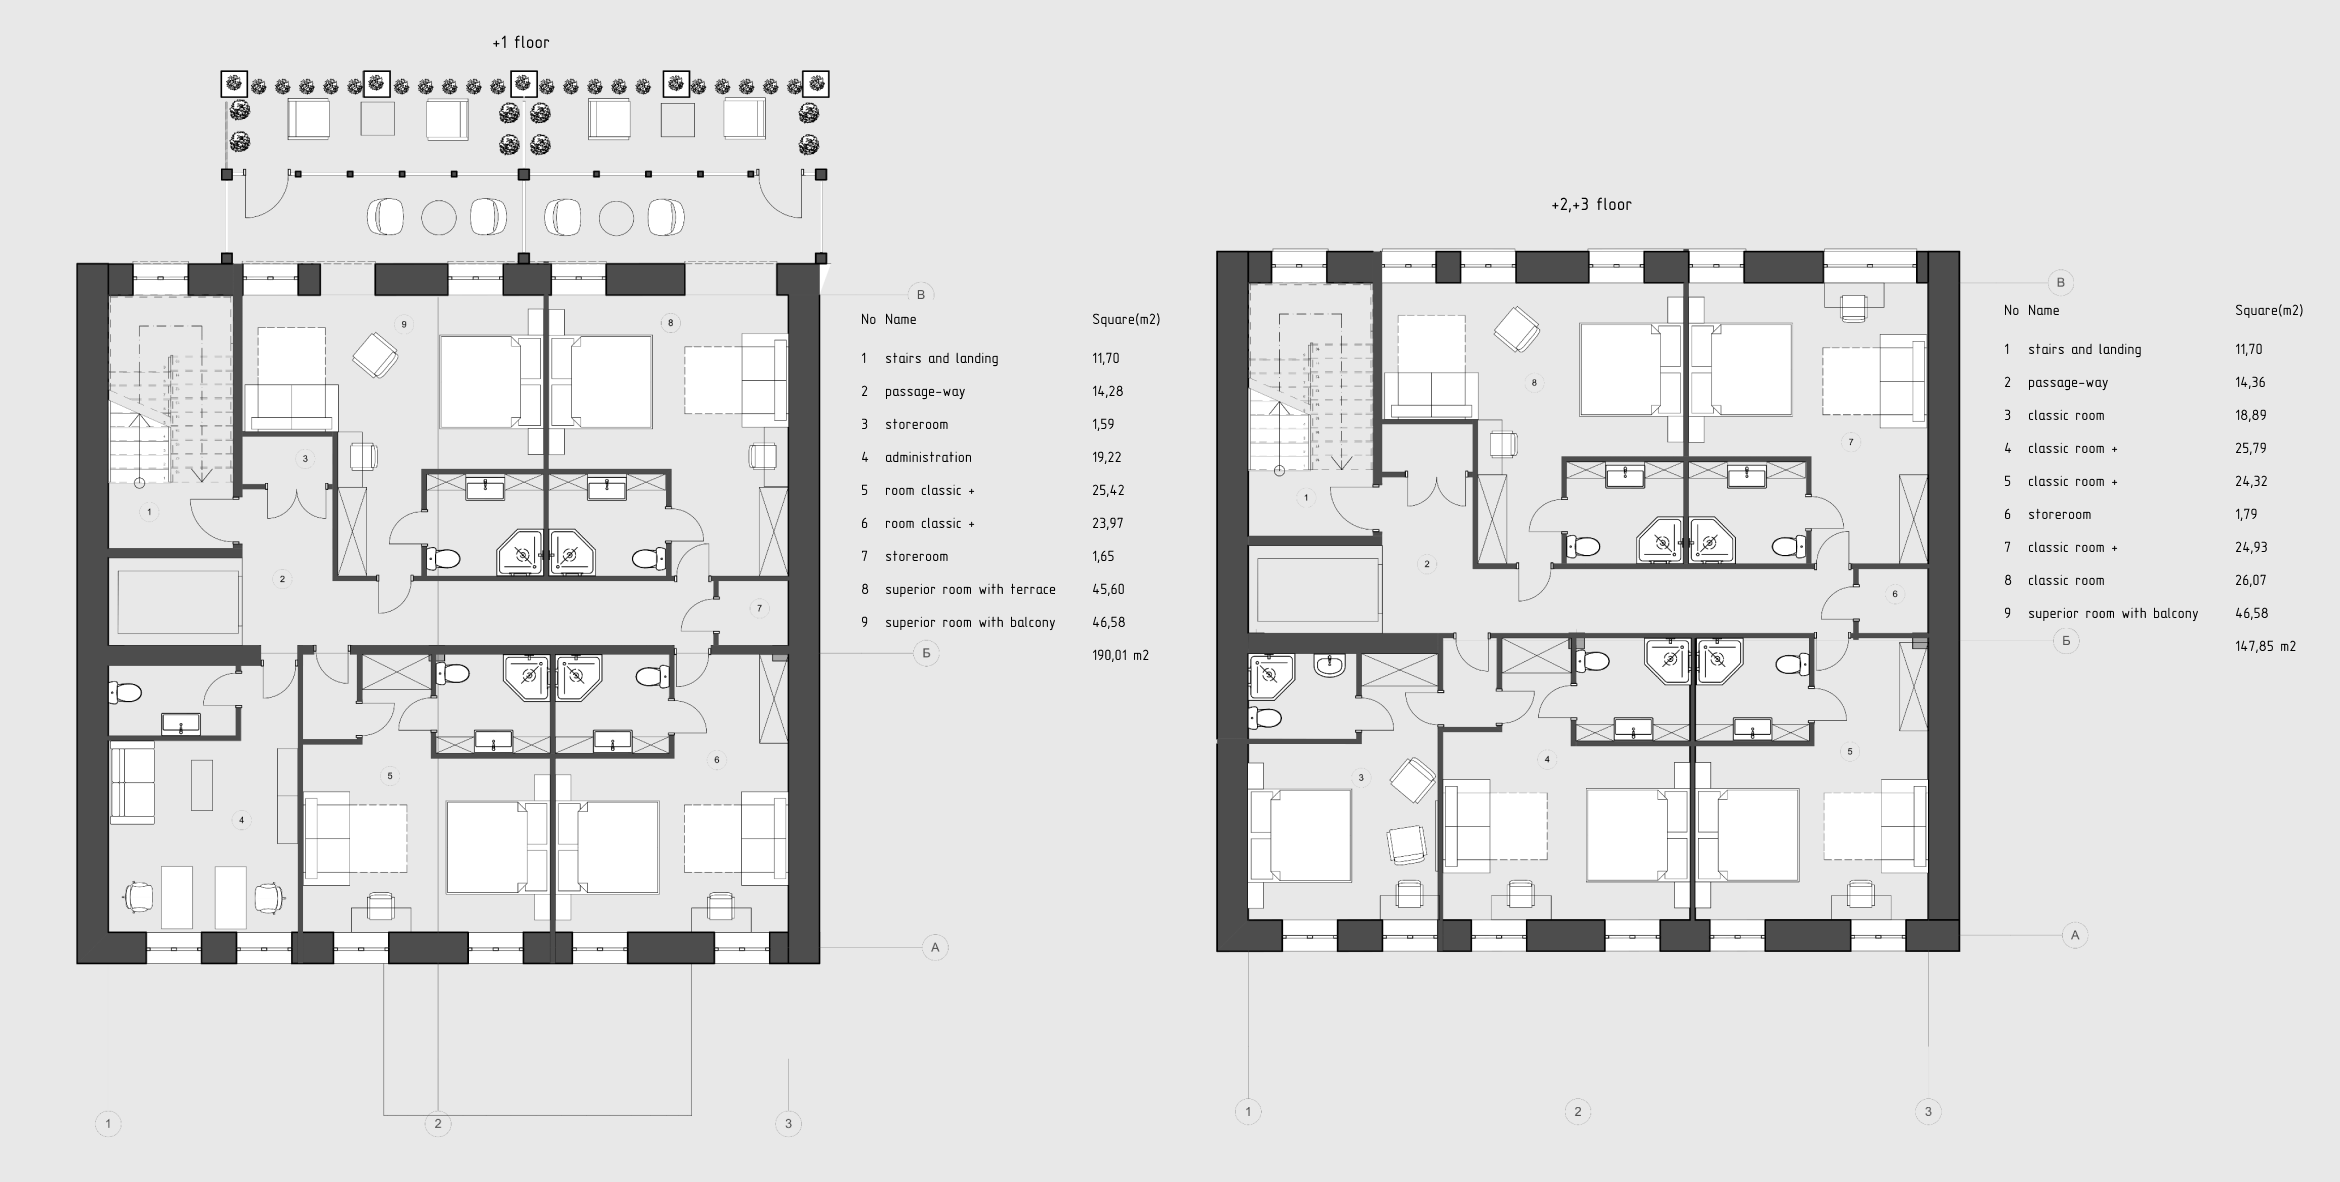 +1 floor
9
8
3
1
2
7
5
6
4
B
Б
A
1
2
3
No Name Square(m2)
1 stairs and landing 11,70
2 passage-way 14,28
3 storeroom 1,59
4 administration 19,22
5 room classic + 25,42
6 room classic + 23,97
7 storeroom 1,65
8 superior room with terrace 45,60
9 superior room with balcony 46,58
190,01 m2
+2,+3 floor
8
7
1
2
6
4
5
3
B
Б
A
1
2
3
No Name Square(m2)
1 stairs and landing 11,70
2 passage-way 14,36
3 classic room 18,89
4 classic room + 25,79
5 classic room + 24,32
6 storeroom 1,79
7 classic room + 24,93
8 classic room 26,07
9 superior room with balcony 46,58
147,85 m2